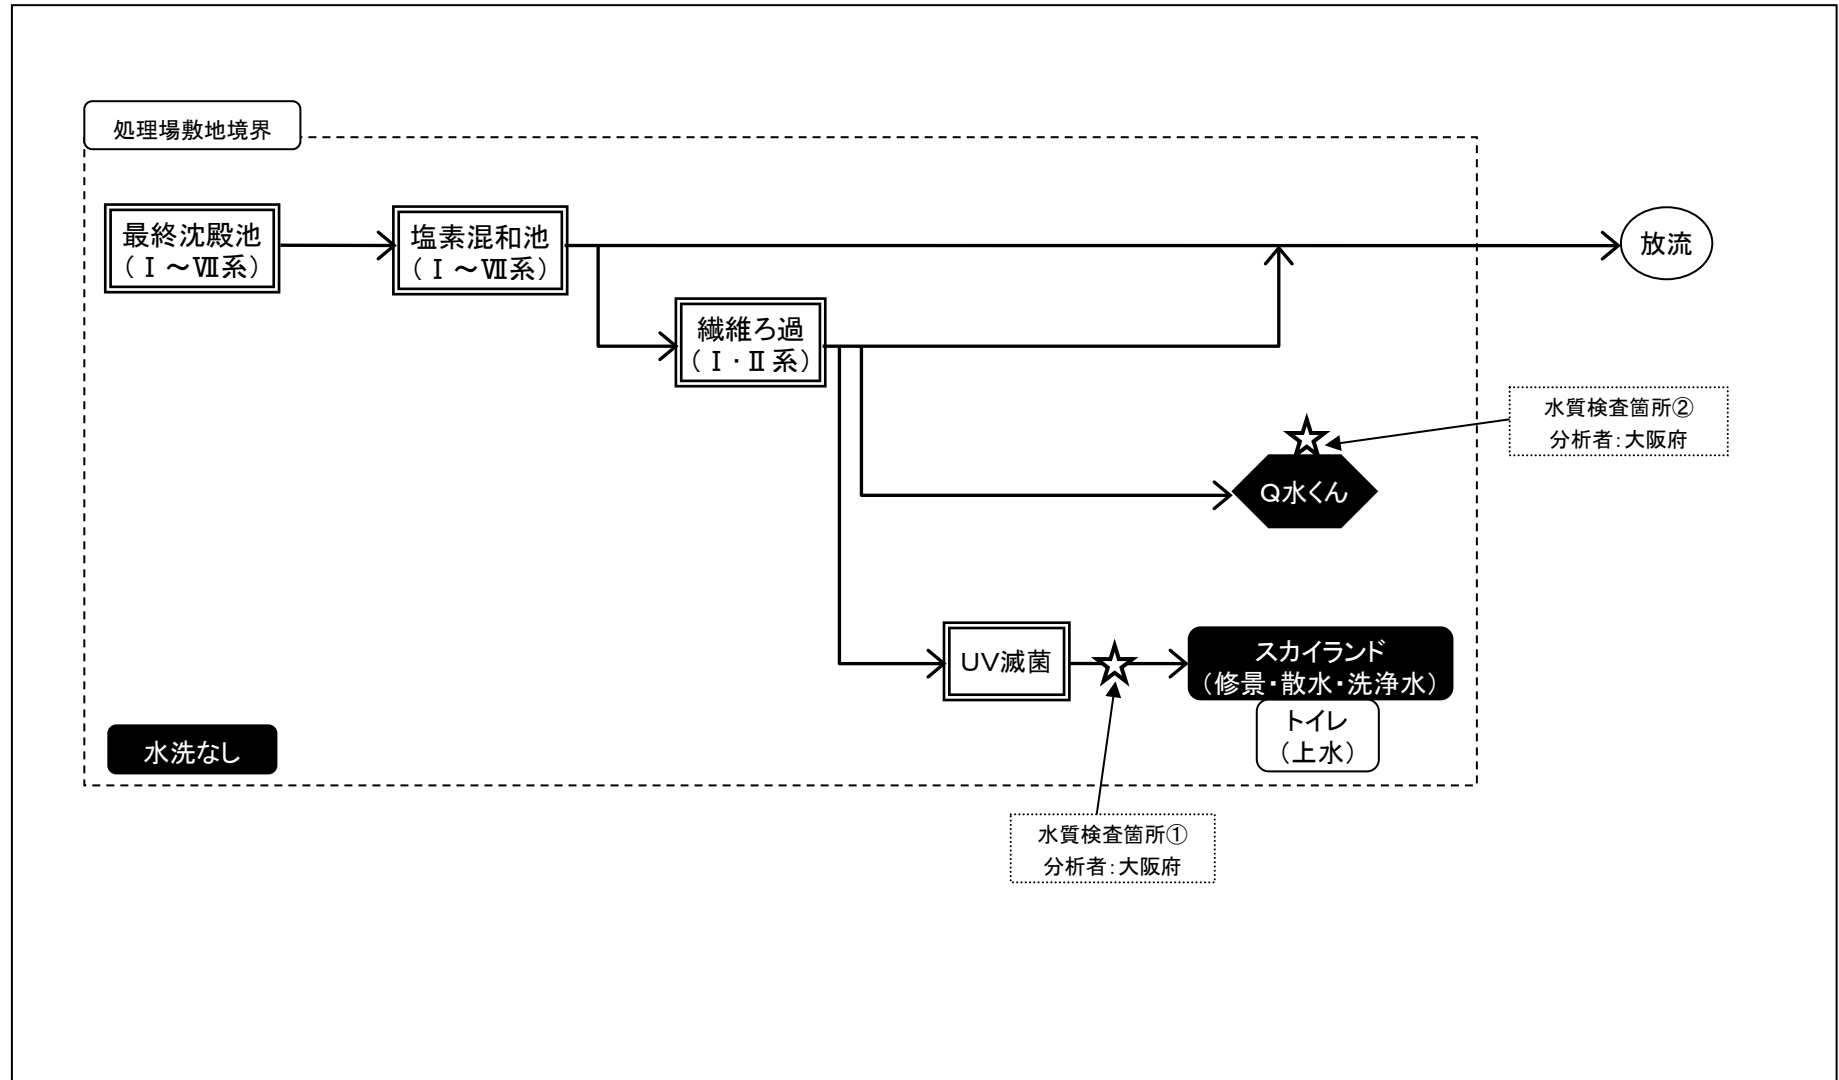 処理場敷地境界
最終沈殿池
（Ⅰ～Ⅶ系）
塩素混和池
（Ⅰ～Ⅶ系）
放流
繊維ろ過
（Ⅰ・Ⅱ系）
水質検査箇所②
分析者：大阪府
Q水くん
UV滅菌
スカイランド
（修景・散水・洗浄水）
トイレ
（上水）
水洗なし
水質検査箇所①
分析者：大阪府